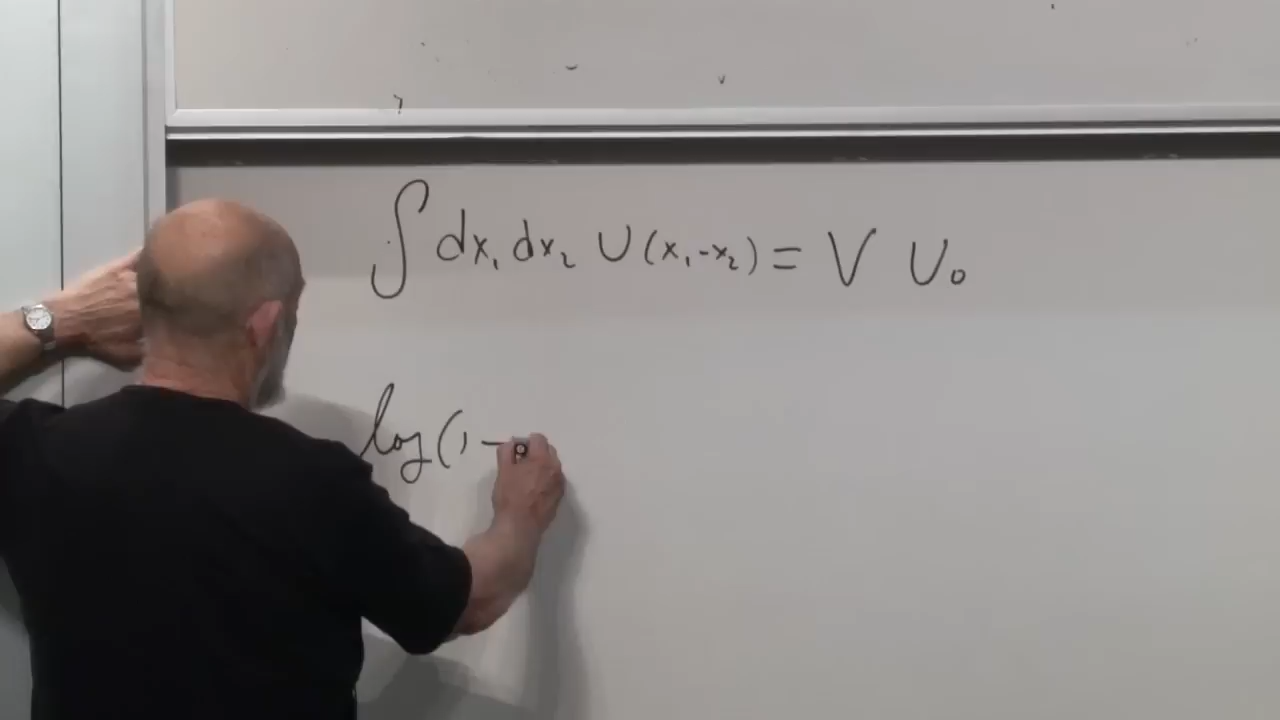 ∫ dx₁ dx₂ U(x₁-x₂) = V U₀
log(1 -